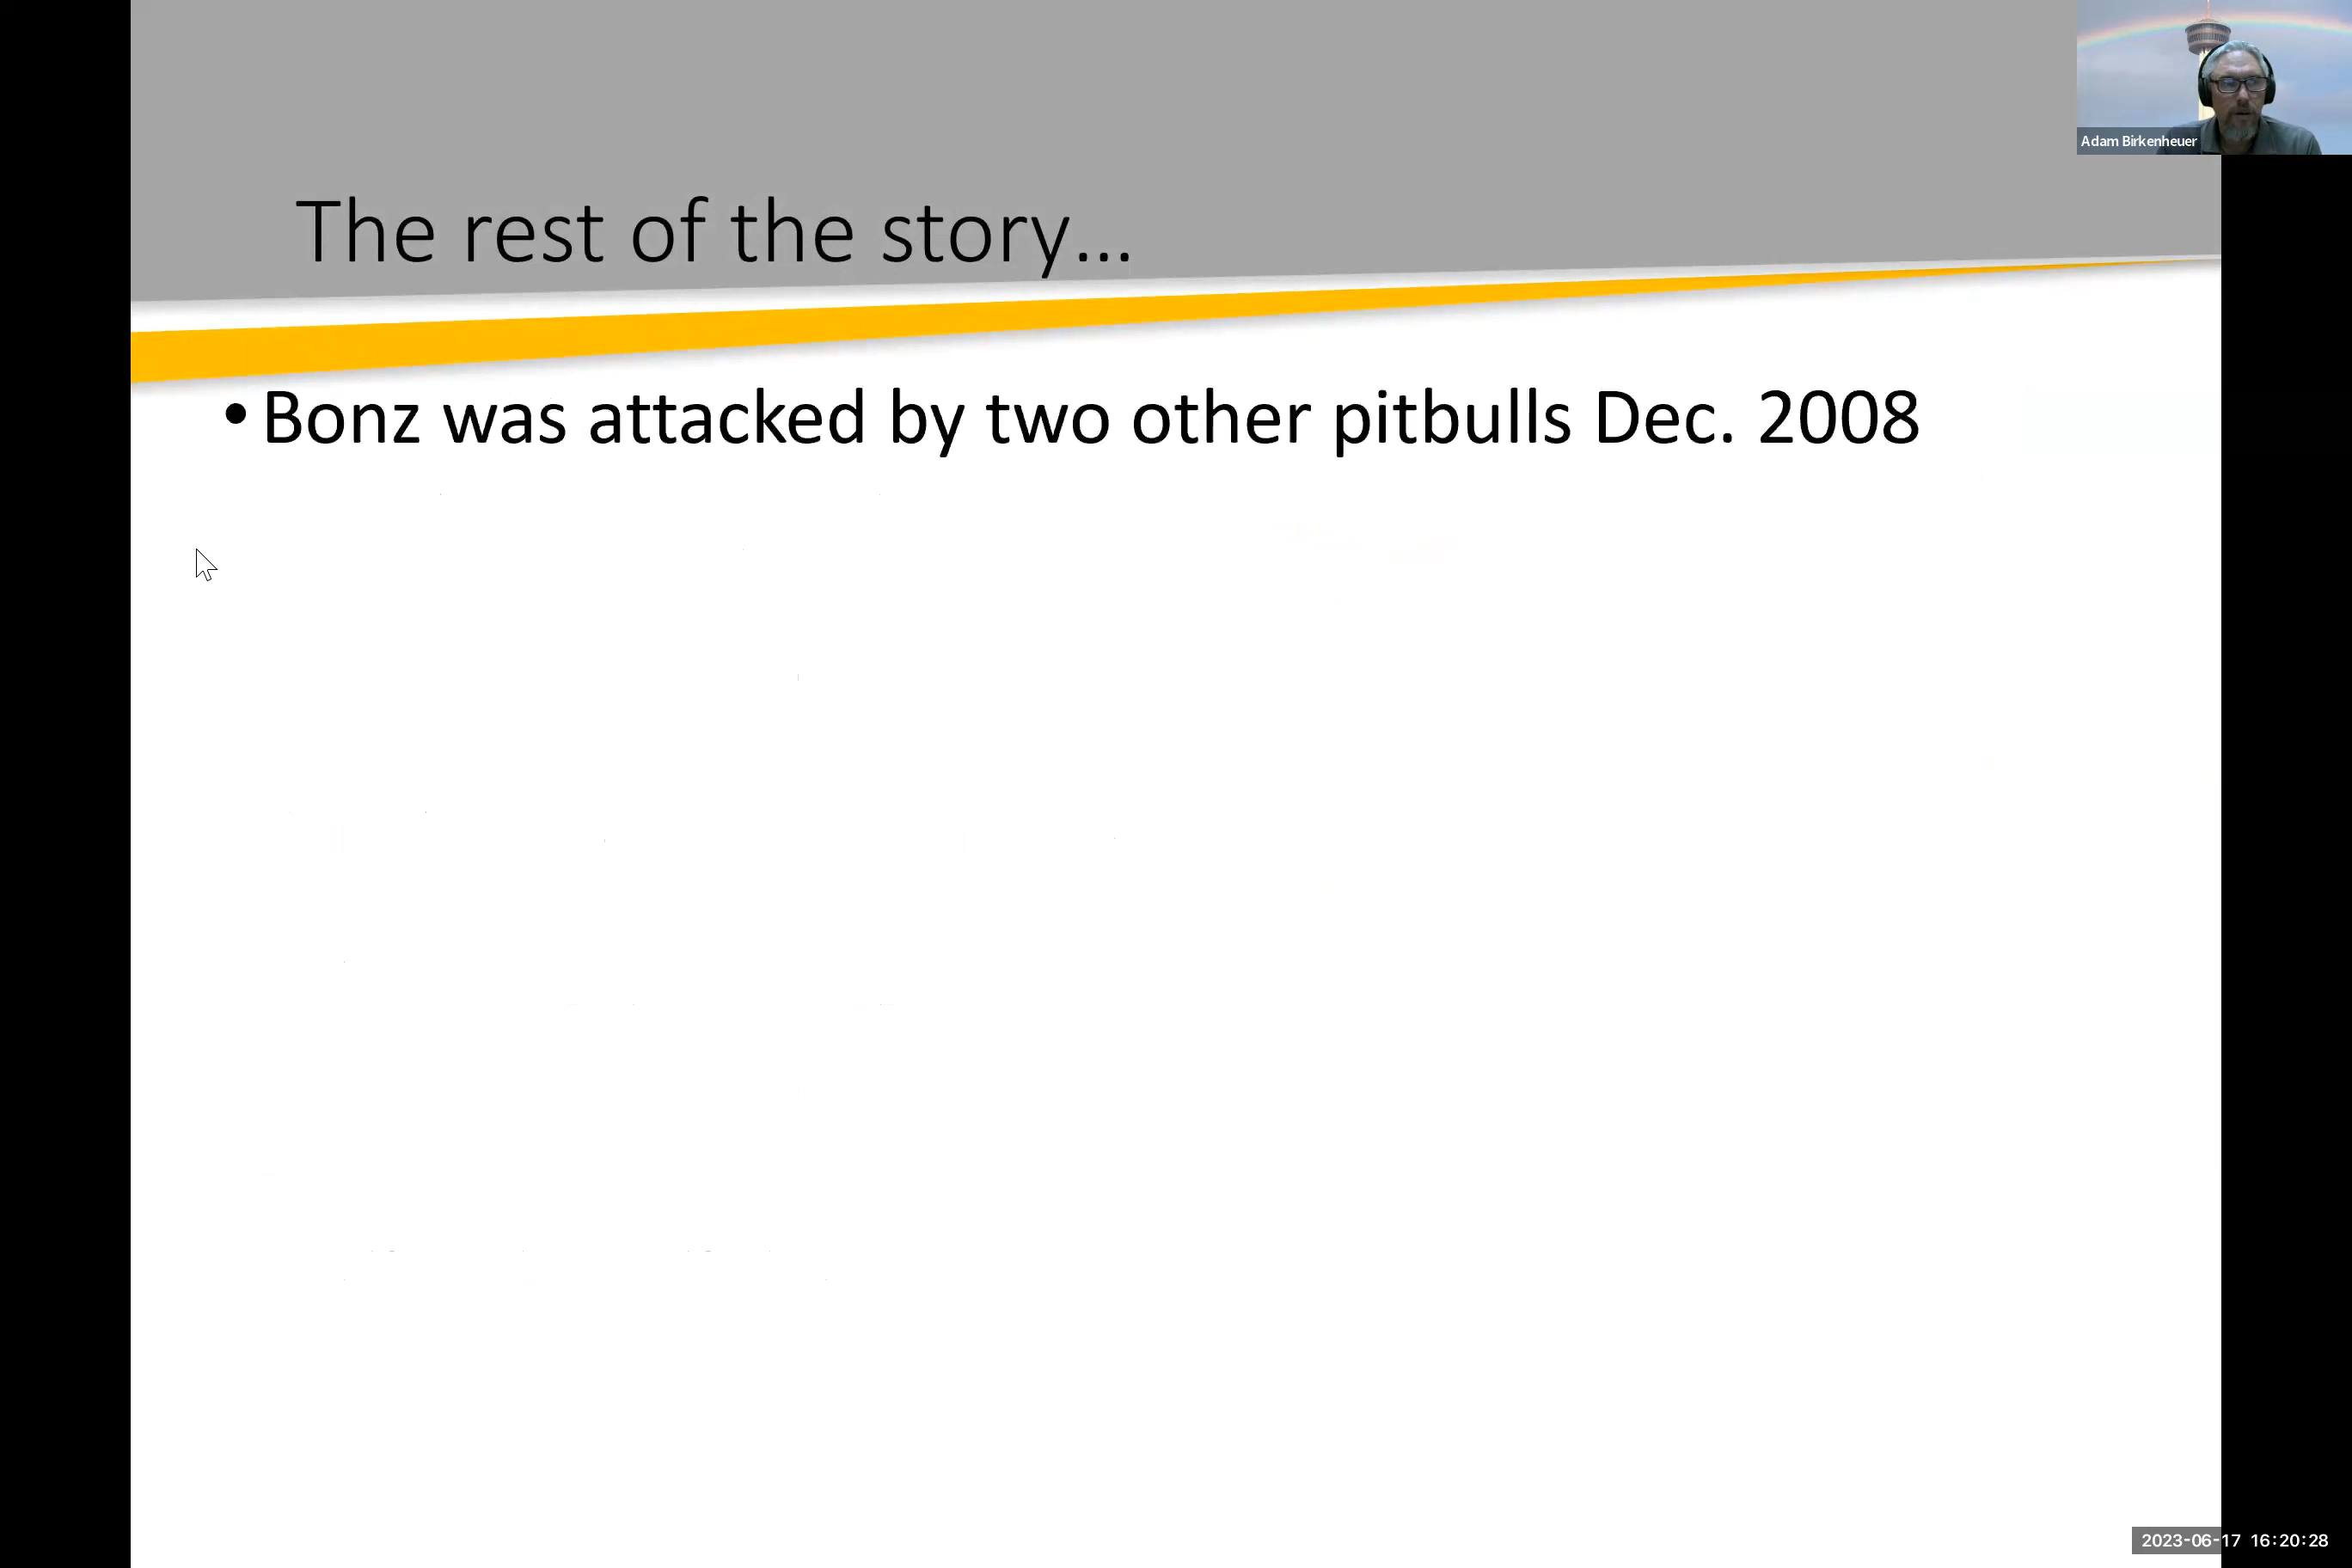 Adam Birkenheuer
The rest of the story...
• Bonz was attacked by two other pitbulls Dec. 2008
2023-06-17 16:20:28